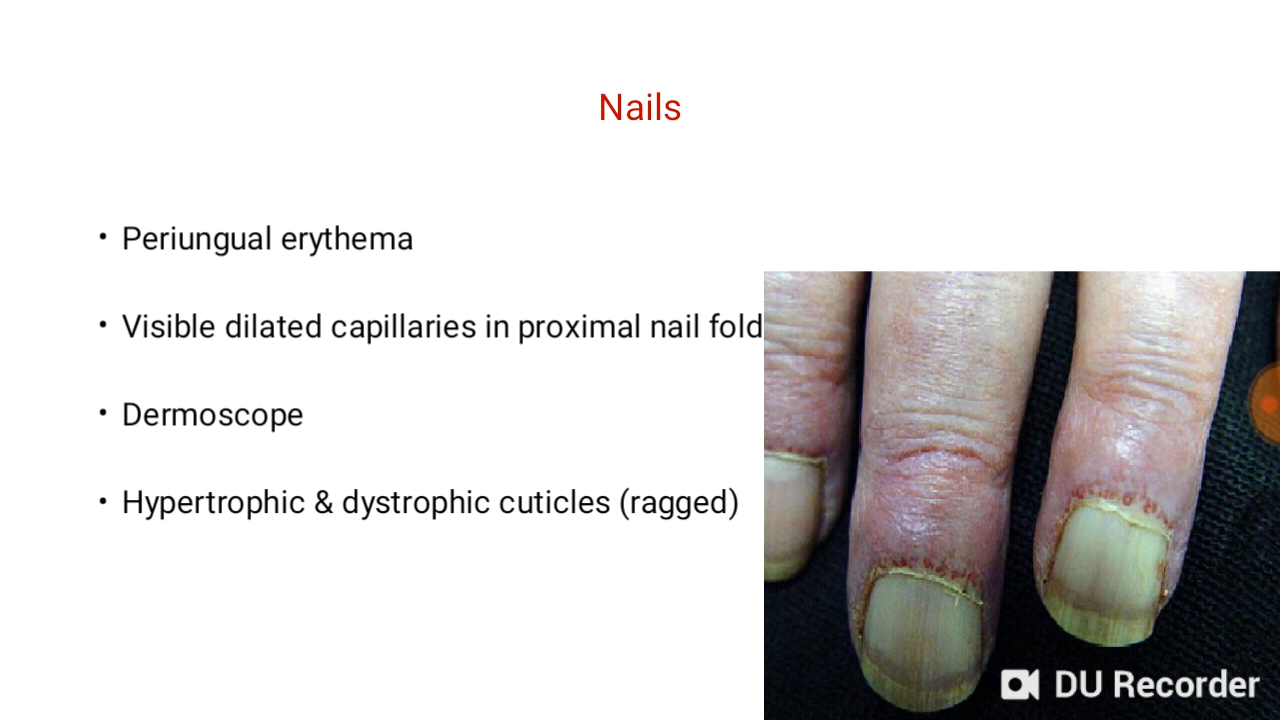 Nails
• Periungual erythema
• Visible dilated capillaries in proximal nail fold
• Dermoscope
• Hypertrophic & dystrophic cuticles (ragged)
DU Recorder